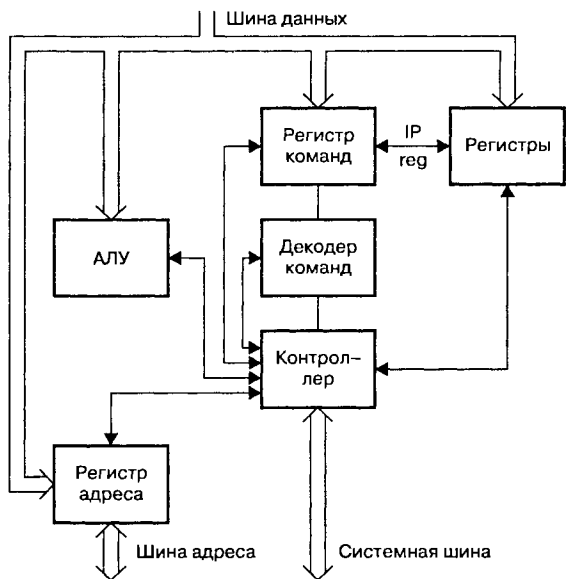 Шина данных
Регистр
команд
IP
reg
Регистры
АЛУ
Декодер
команд
Контрол-
лер
Регистр
адреса
Шина адреса
Системная шина